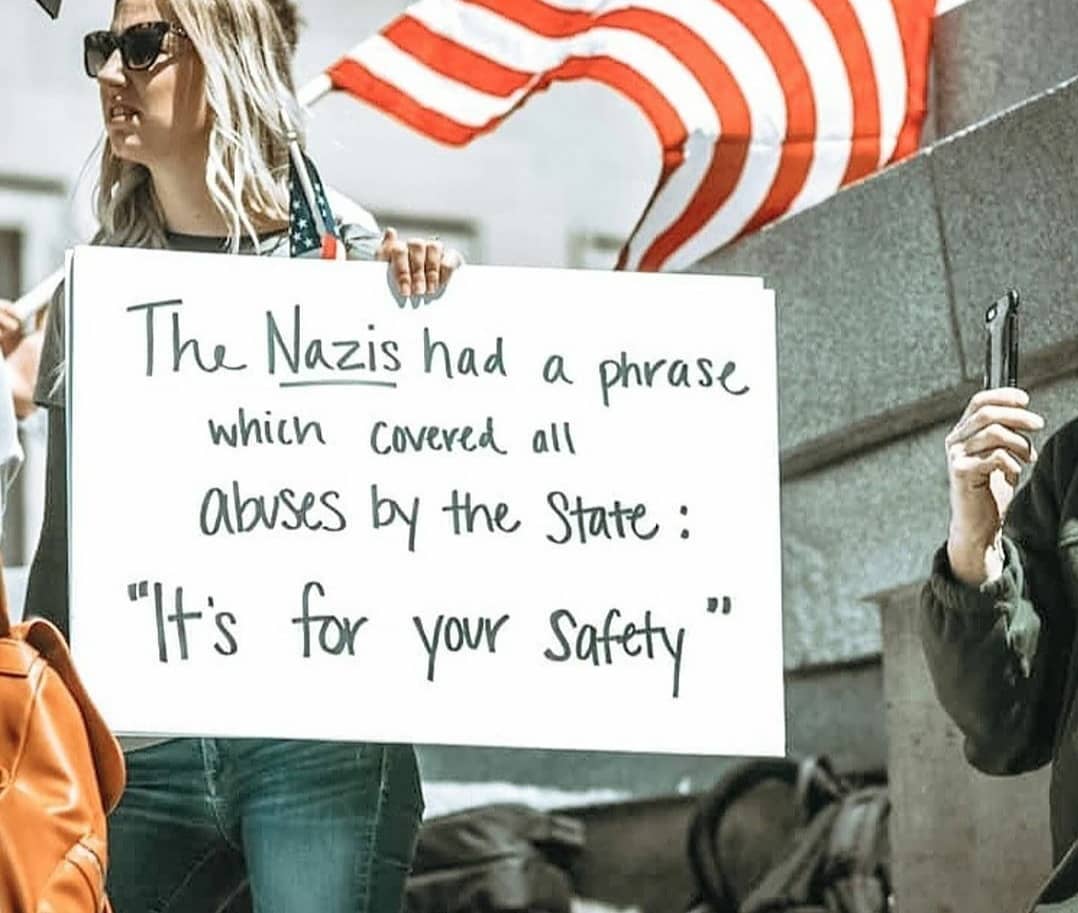 The Nazis had a phrase
which covered all
abuses by the State:
"It's for your safety"